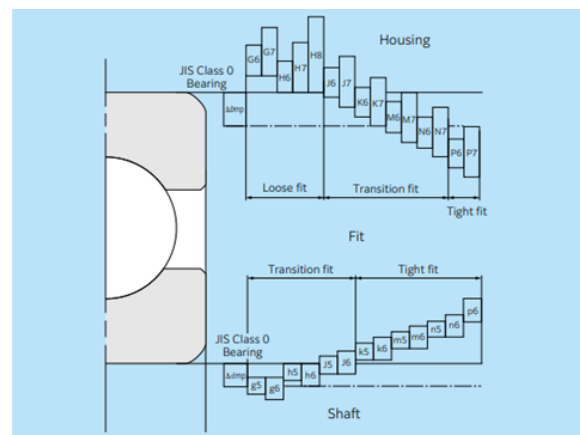 Housing
JIS Class 0
Bearing
ΔDmp
G6
G7
H6
H7
H8
J6
J7
K6
K7
M6
M7
N6
N7
P6
P7
Loose fit
Transition fit
Tight fit
Fit
Transition fit
Tight fit
JIS Class 0
Bearing
Δdmp
g5
g6
h5
h6
J5
J6
k5
k6
m5
m6
n5
n6
p6
Shaft